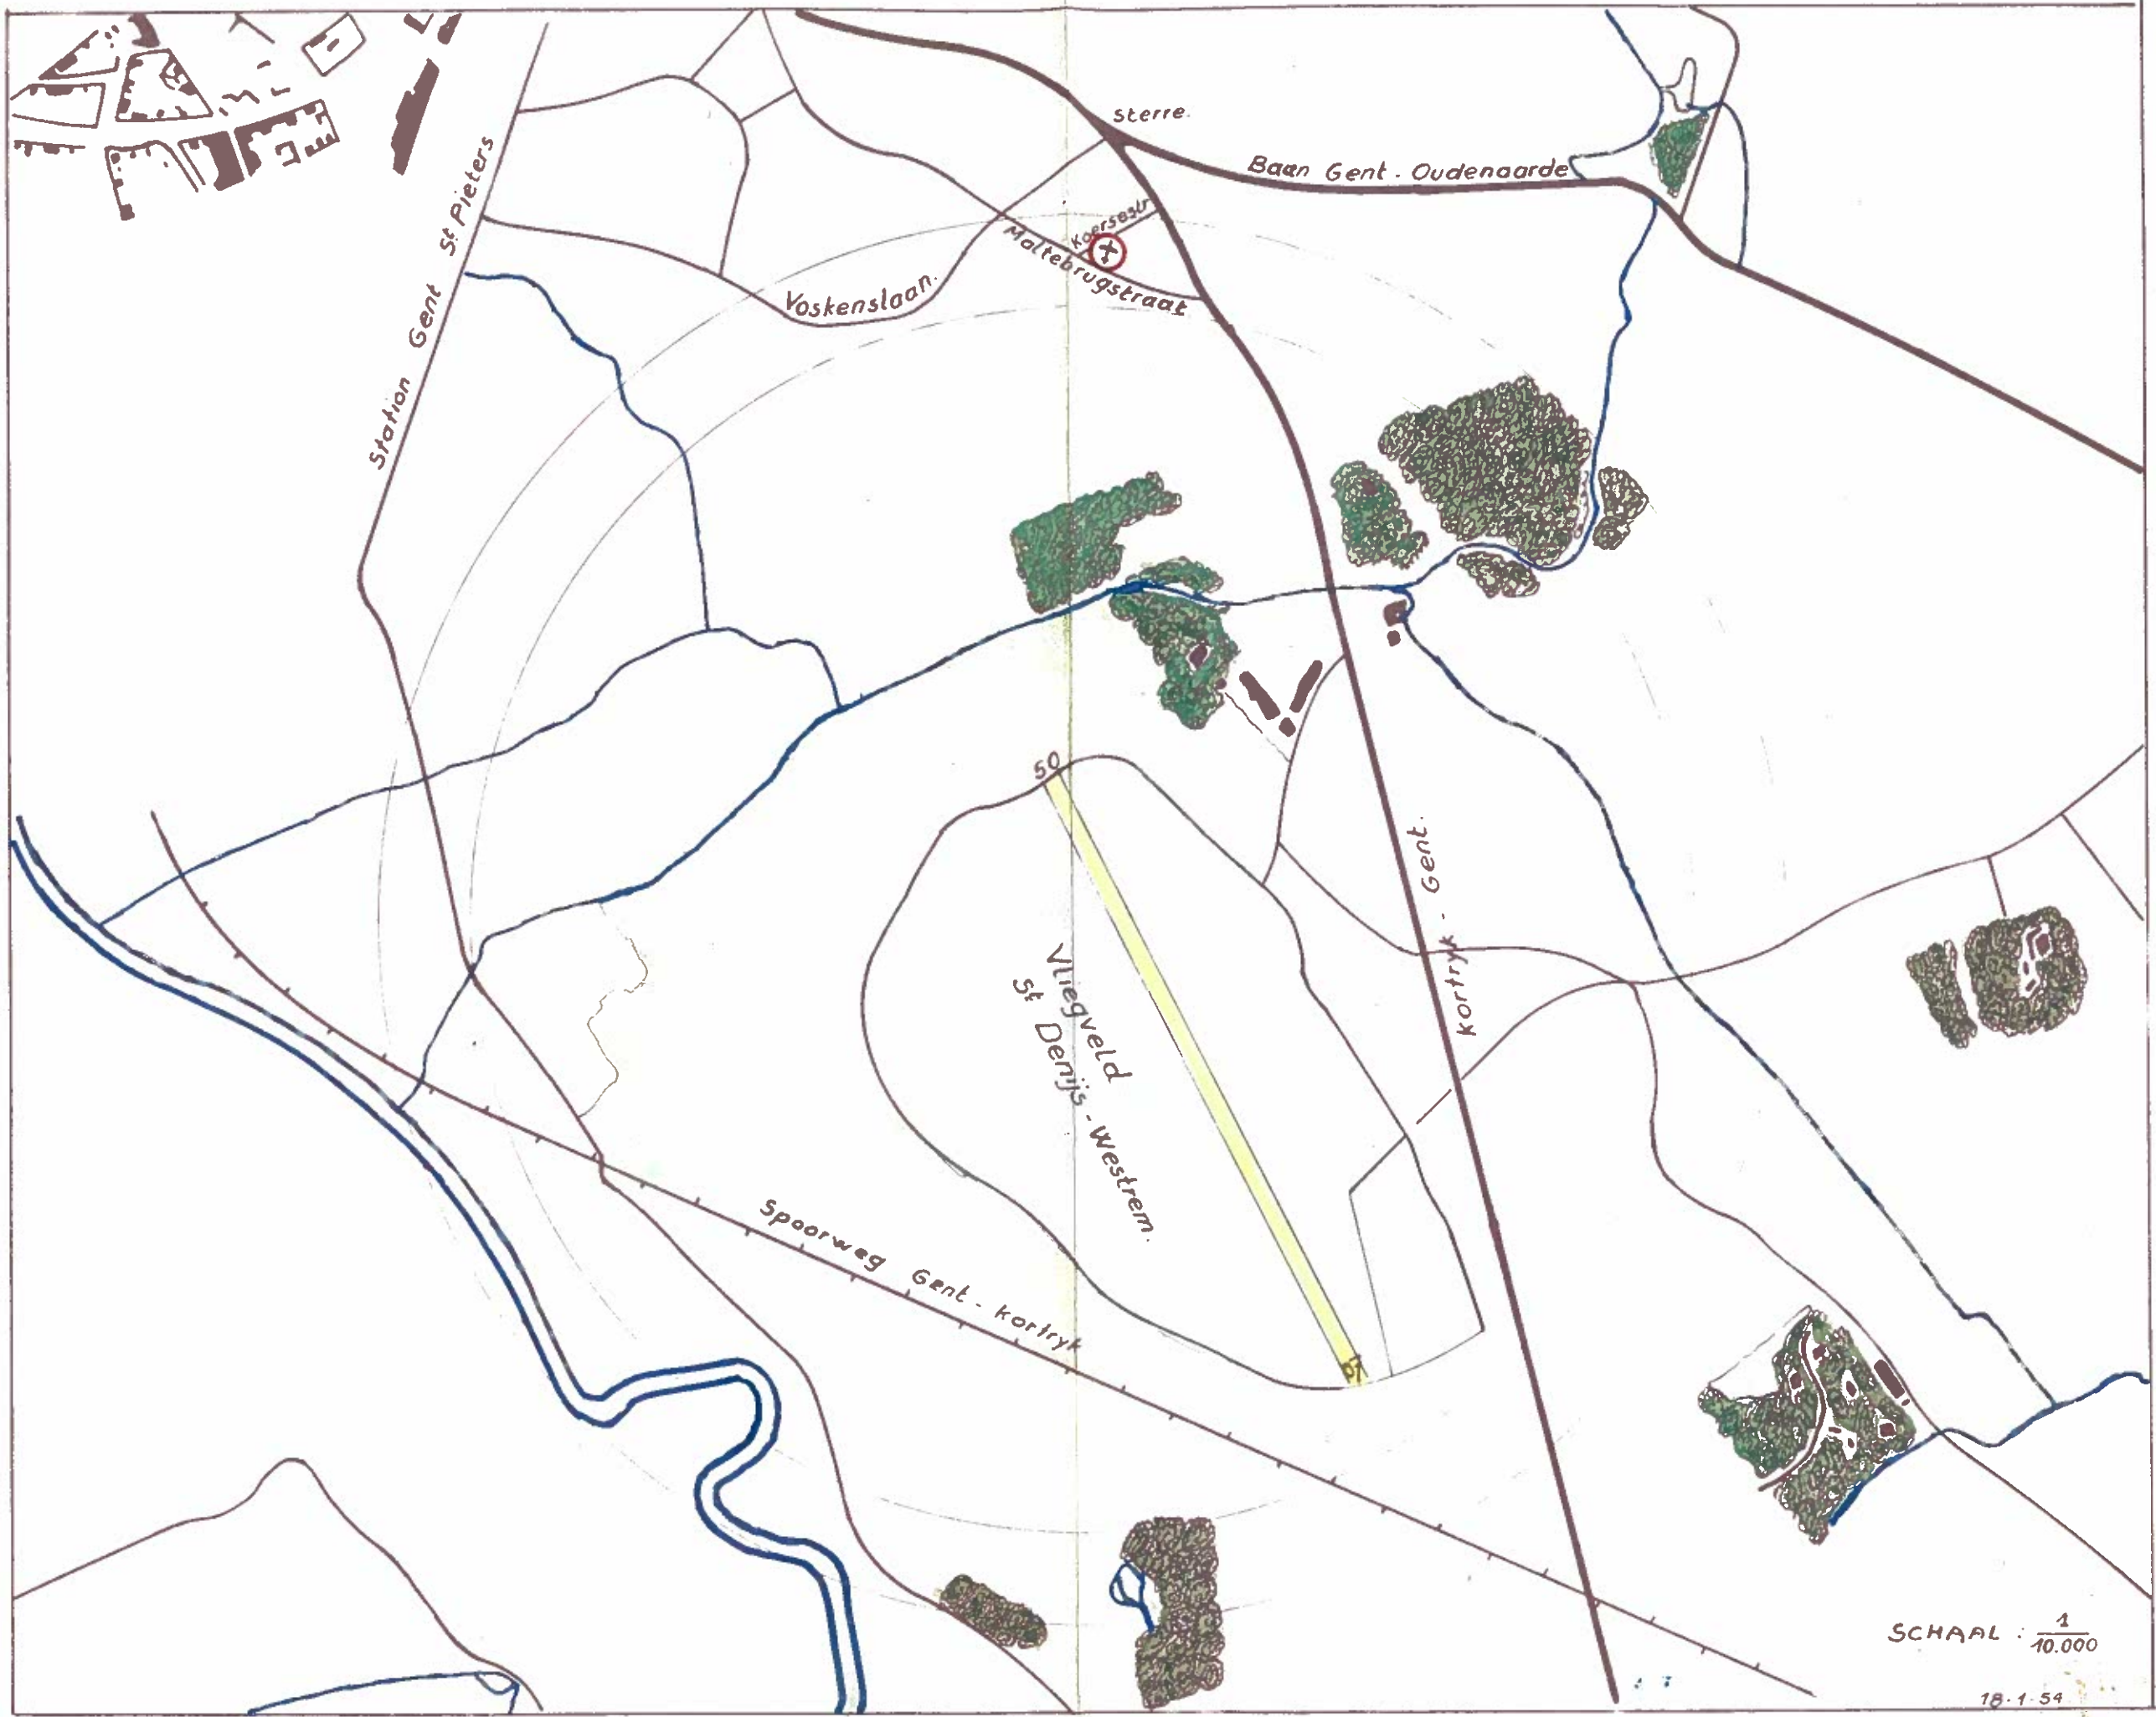 Sterre.
Baan Gent - Oudenaarde
Station Gent St Pieters
Koersestr
Maltebrugstraat
Voskenslaan.
50
Kortryk - Gent.
Vliegveld
St Denijs - Westrem.
Spoorweg Gent - Kortryk
07
SCHAAL : 1
10.000
18-1-54